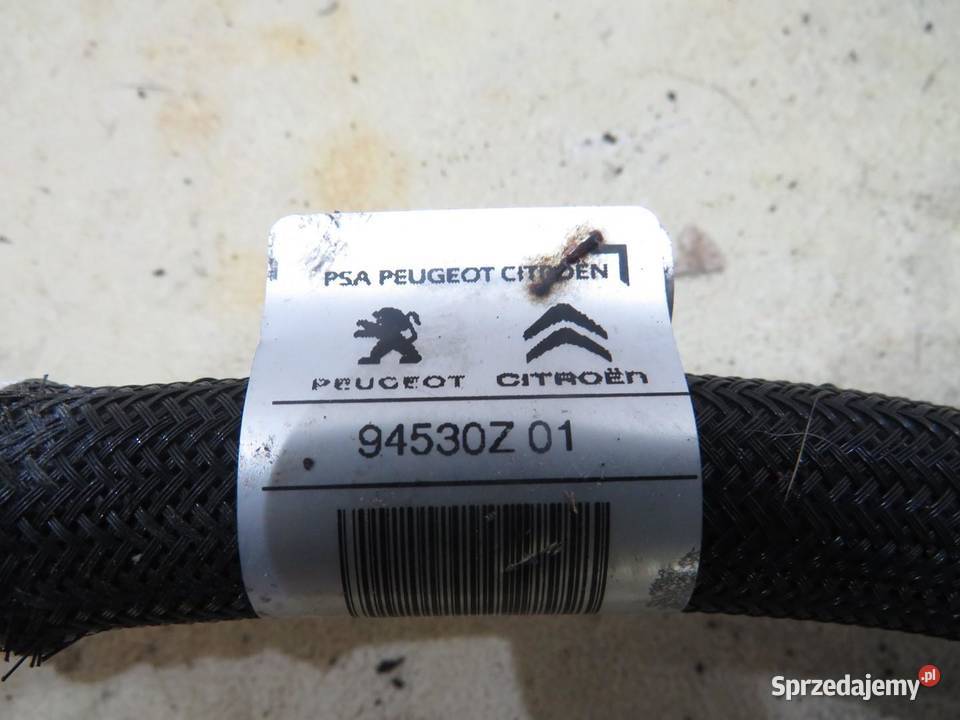 PSA PEUGEOT CITROËN
PEUGEOT CITROËN
94530Z 01
Sprzedajemy.pl